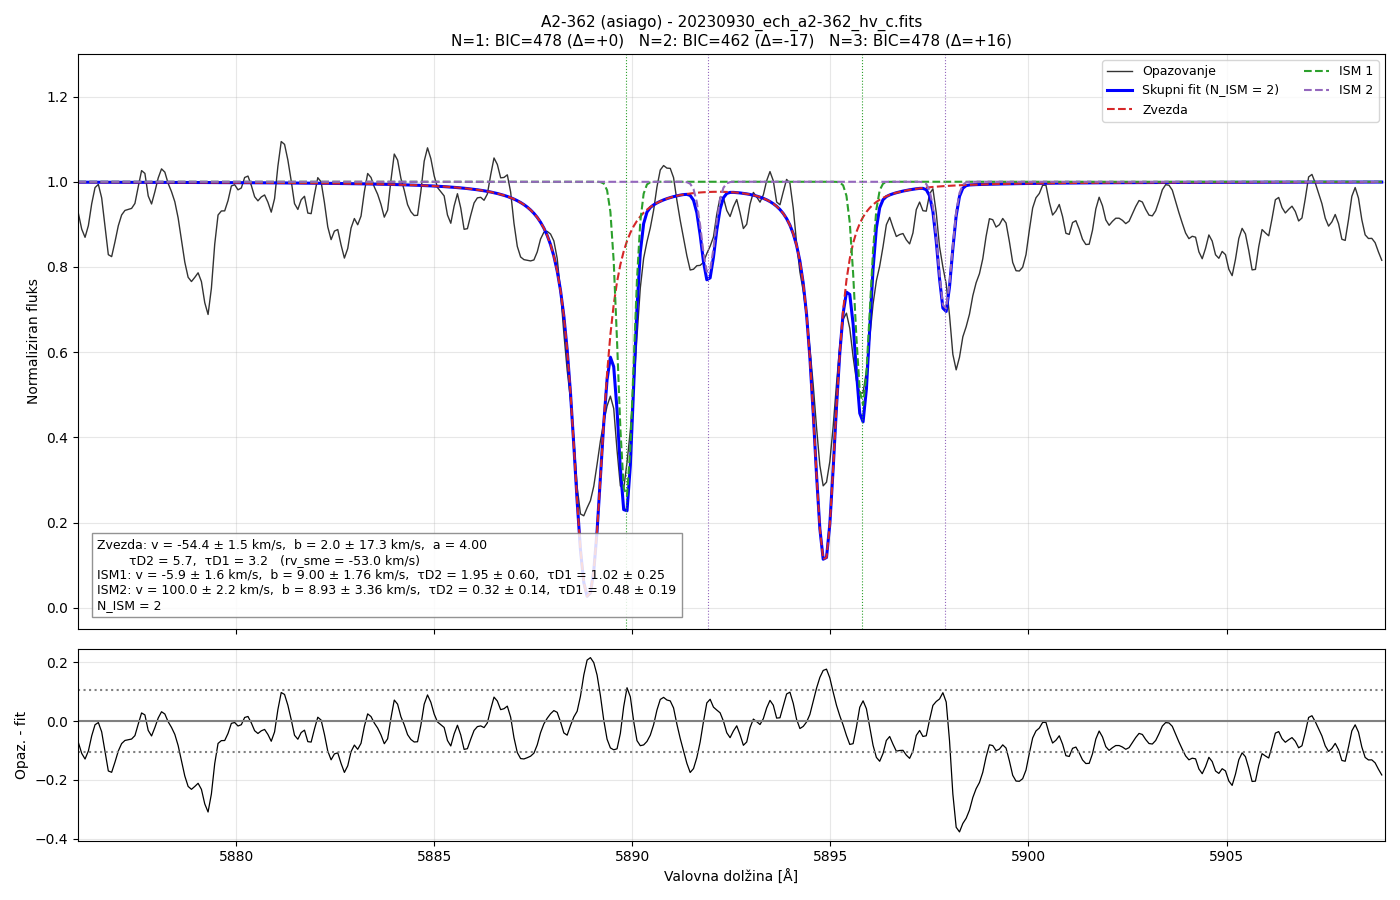 A2-362 (asiago) - 20230930_ech_a2-362_hv_c.fits
N=1: BIC=478 (Δ=+0)   N=2: BIC=462 (Δ=-17)   N=3: BIC=478 (Δ=+16)
Opazovanje
Skupni fit (N_ISM = 2)
Zvezda
ISM 1
ISM 2
Normaliziran fluks
1.2
1.0
0.8
0.6
0.4
0.2
0.0
Zvezda: v = -54.4 ± 1.5 km/s,  b = 2.0 ± 17.3 km/s,  a = 4.00
τD2 = 5.7,  τD1 = 3.2   (rv_sme = -53.0 km/s)
ISM1: v = -5.9 ± 1.6 km/s,  b = 9.00 ± 1.76 km/s,  τD2 = 1.95 ± 0.60,  τD1 = 1.02 ± 0.25
ISM2: v = 100.0 ± 2.2 km/s,  b = 8.93 ± 3.36 km/s,  τD2 = 0.32 ± 0.14,  τD1 = 0.48 ± 0.19
N_ISM = 2
Opaz. - fit
0.2
0.0
−0.2
−0.4
5880
5885
5890
5895
5900
5905
Valovna dolžina [Å]